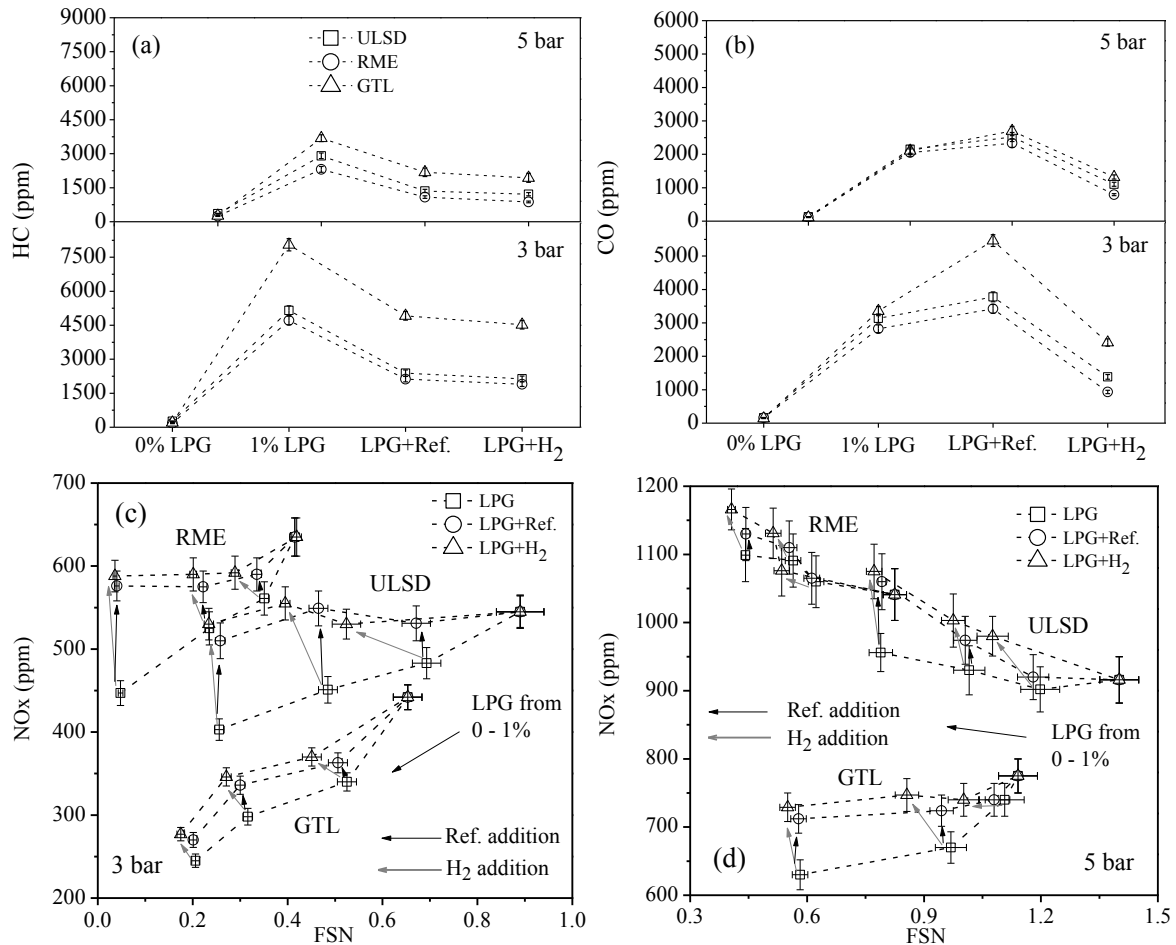 (a)
5 bar
ULSD
RME
GTL
9000
7500
6000
4500
3000
1500
0
HC (ppm)
3 bar
7500
6000
4500
3000
1500
0
0% LPG
1% LPG
LPG+Ref.
LPG+H2
(b)
5 bar
6000
5000
4000
3000
2000
1000
0
CO (ppm)
3 bar
5000
4000
3000
2000
1000
0
0% LPG
1% LPG
LPG+Ref.
LPG+H2
(c)
LPG
LPG+Ref.
LPG+H2
RME
ULSD
LPG from
0 - 1%
GTL
Ref. addition
H2 addition
3 bar
700
600
500
400
300
200
NOx (ppm)
0.0
0.2
0.4
0.6
0.8
1.0
FSN
RME
LPG
LPG+Ref.
LPG+H2
ULSD
Ref. addition
H2 addition
LPG from
0 - 1%
GTL
(d)
5 bar
1200
1100
1000
900
800
700
600
NOx (ppm)
0.3
0.6
0.9
1.2
1.5
FSN